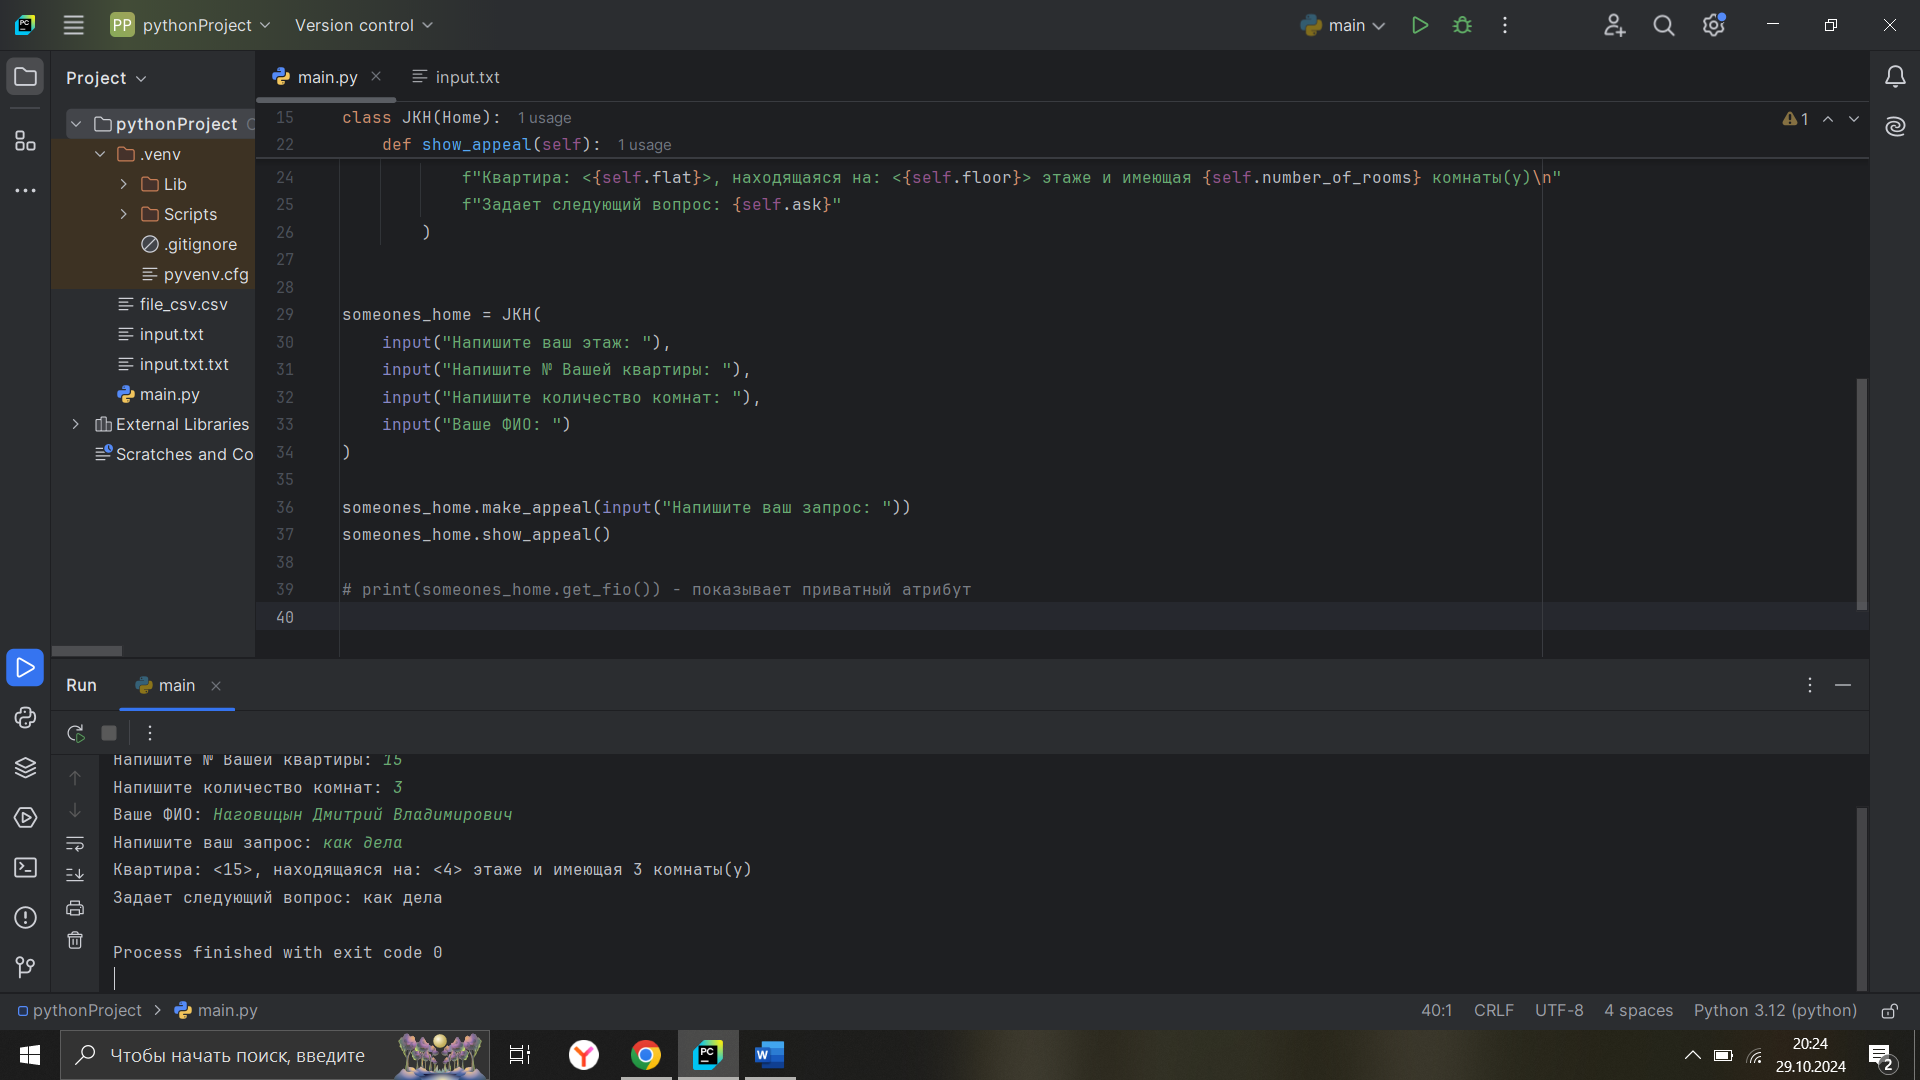 PP pythonProject Version control main
Project
main.py input.txt
pythonProject
.venv
Lib
Scripts
.gitignore
pyvenv.cfg
file_csv.csv
input.txt
input.txt.txt
main.py
External Libraries
Scratches and Co
15 class JKH(Home): 1 usage
1
22 def show_appeal(self): 1 usage
24 f"Квартира: <{self.flat}>, находящаяся на: <{self.floor}> этаже и имеющая {self.number_of_rooms} комнаты(у)\n"
25 f"Задает следующий вопрос: {self.ask}"
26 )
27
28
29 someones_home = JKH(
30 input("Напишите ваш этаж: "),
31 input("Напишите № Вашей квартиры: "),
32 input("Напишите количество комнат: "),
33 input("Ваше ФИО: ")
34 )
35
36 someones_home.make_appeal(input("Напишите ваш запрос: "))
37 someones_home.show_appeal()
38
39 # print(someones_home.get_fio()) - показывает приватный атрибут
40
Run main
Напишите № Вашей квартиры: 15
Напишите количество комнат: 3
Ваше ФИО: Наговицын Дмитрий Владимирович
Напишите ваш запрос: как дела
Квартира: <15>, находящаяся на: <4> этаже и имеющая 3 комнаты(у)
Задает следующий вопрос: как дела
Process finished with exit code 0
pythonProject > main.py 40:1 CRLF UTF-8 4 spaces Python 3.12 (python)
Чтобы начать поиск, введите
20:24
29.10.2024
2